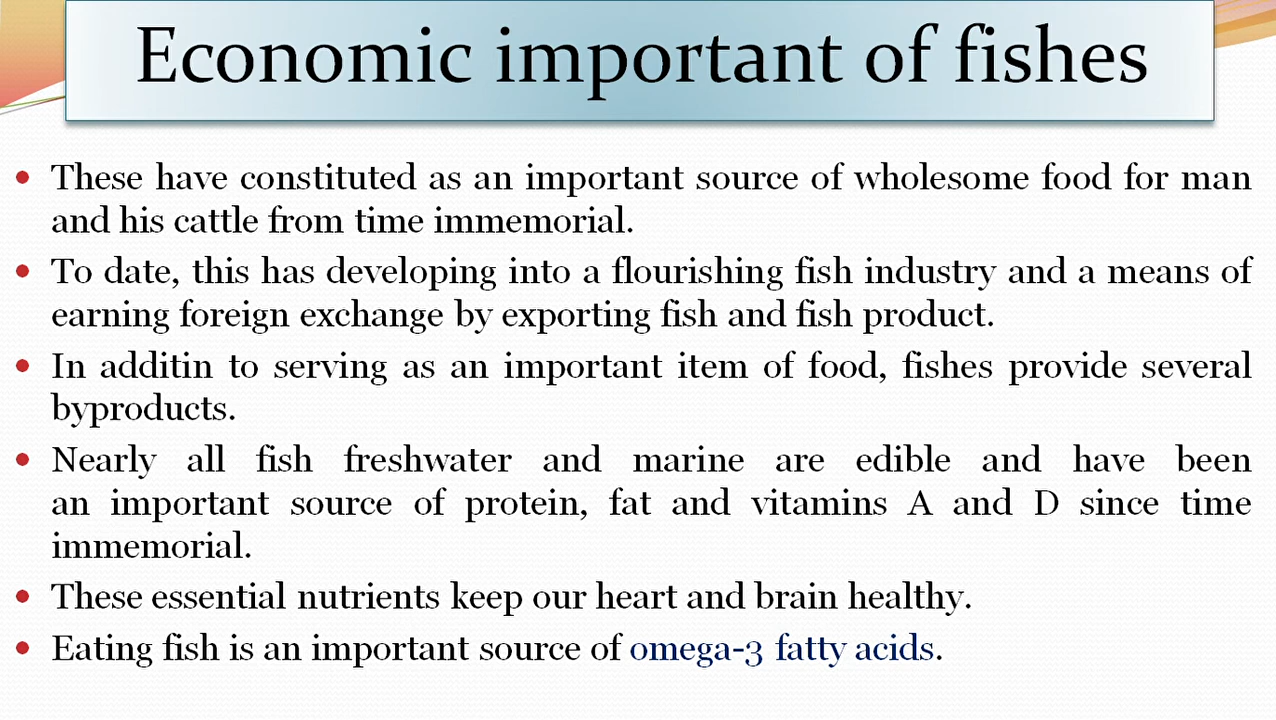 Economic important of fishes
• These have constituted as an important source of wholesome food for man
and his cattle from time immemorial.
• To date, this has developing into a flourishing fish industry and a means of
earning foreign exchange by exporting fish and fish product.
• In additin to serving as an important item of food, fishes provide several
byproducts.
• Nearly all fish freshwater and marine are edible and have been
an important source of protein, fat and vitamins A and D since time
immemorial.
• These essential nutrients keep our heart and brain healthy.
• Eating fish is an important source of omega-3 fatty acids.